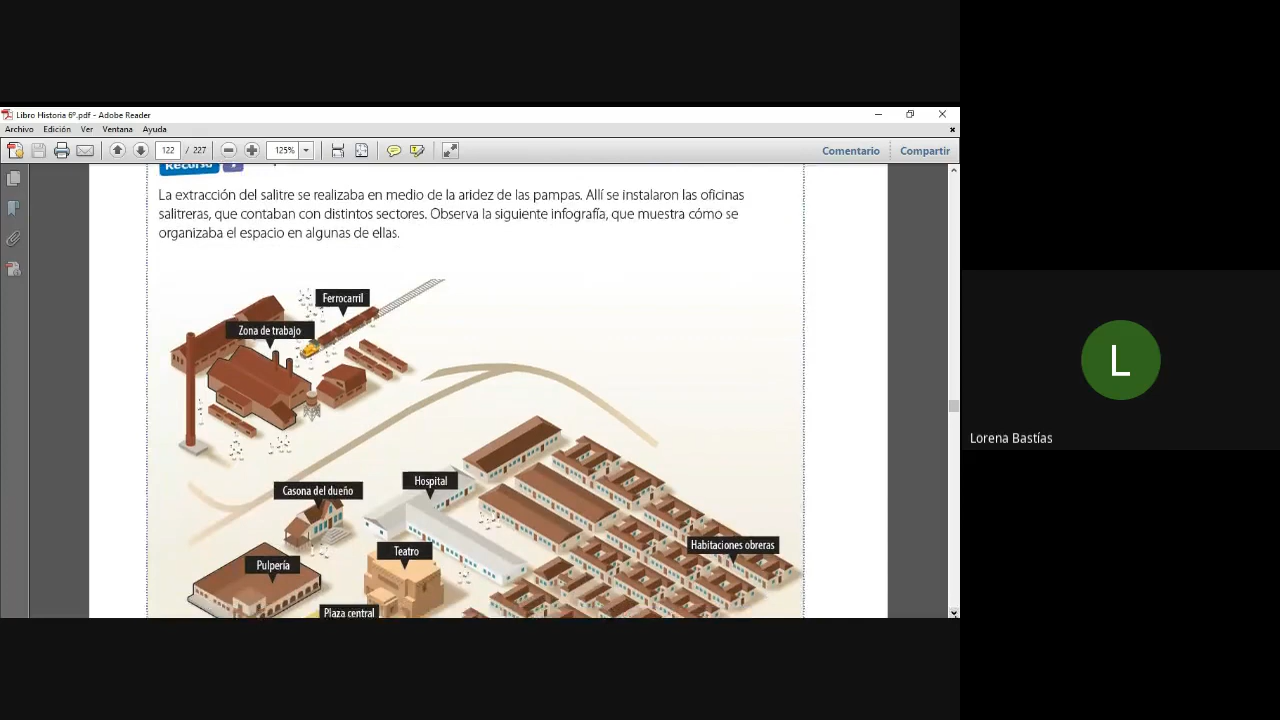 Libro Historia 6º.pdf - Adobe Reader
Archivo Edición Ver Ventana Ayuda
122 / 227 125% Comentario Compartir
Recurso
La extracción del salitre se realizaba en medio de la aridez de las pampas. Allí se instalaron las oficinas
salitreras, que contaban con distintos sectores. Observa la siguiente infografía, que muestra cómo se
organizaba el espacio en algunas de ellas.
Ferrocarril
Zona de trabajo
Hospital
Casona del dueño
Habitaciones obreras
Teatro
Pulpería
Plaza central
L
Lorena Bastías